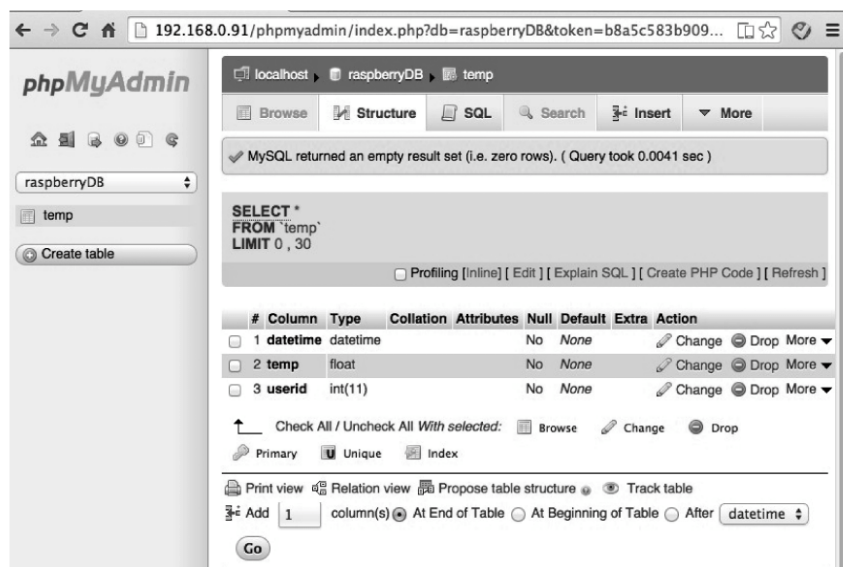 192.168.0.91/phpmyadmin/index.php?db=raspberryDB&token=b8a5c583b909...
phpMyAdmin
raspberryDB
temp
Create table
localhost raspberryDB temp
Browse Structure SQL Search Insert More
MySQL returned an empty result set (i.e. zero rows). ( Query took 0.0041 sec )
SELECT *
FROM `temp`
LIMIT 0 , 30
Profiling [Inline] [ Edit ] [ Explain SQL ] [ Create PHP Code ] [ Refresh ]
# Column Type Collation Attributes Null Default Extra Action
1 datetime datetime No None Change Drop More
2 temp float No None Change Drop More
3 userid int(11) No None Change Drop More
Check All / Uncheck All With selected: Browse Change Drop
Primary U Unique Index
Print view Relation view Propose table structure Track table
Add 1 column(s) At End of Table At Beginning of Table After datetime
Go